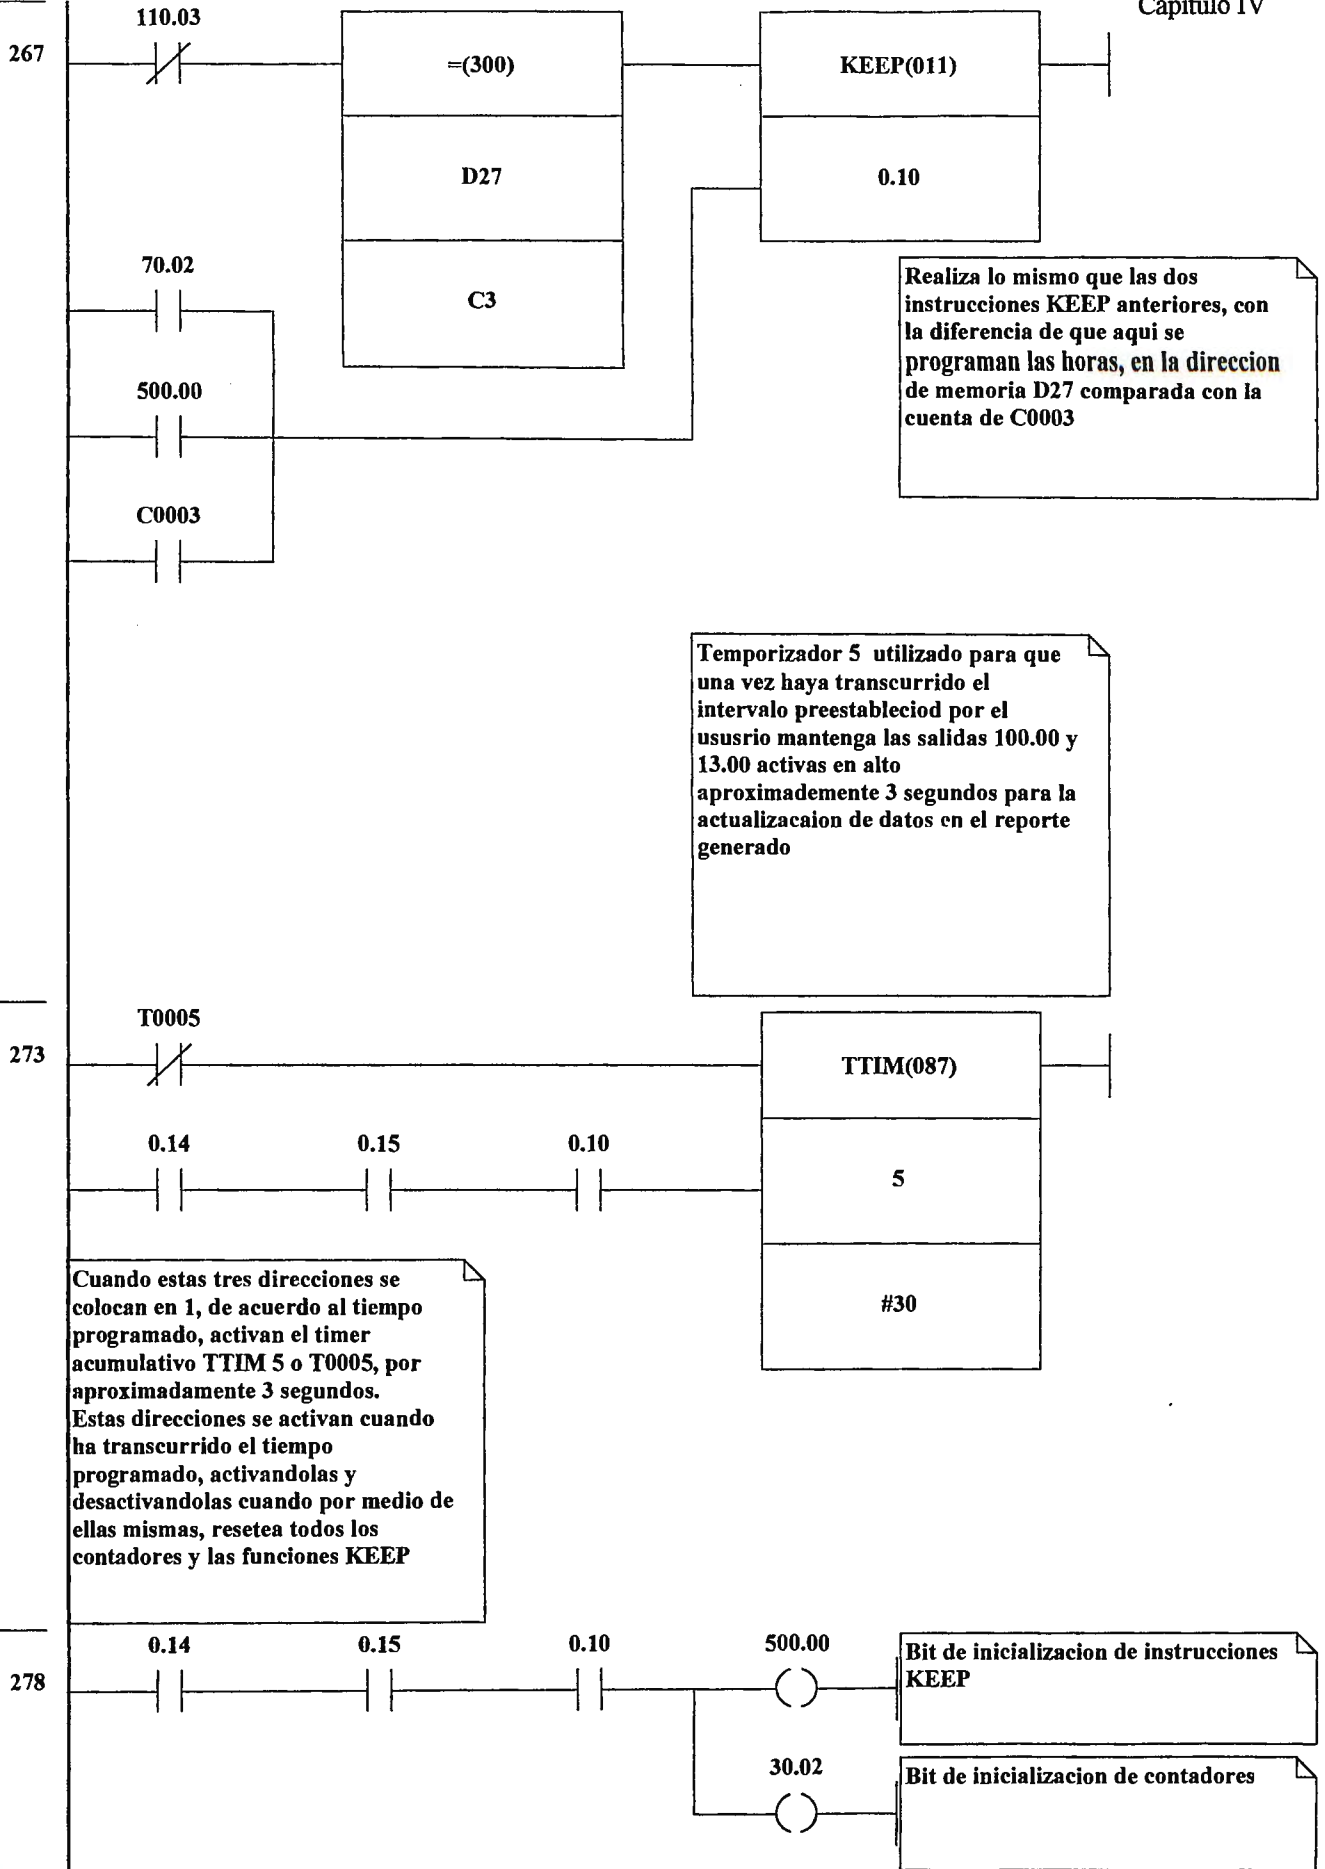 Capítulo IV
110.03
267
=(300)
KEEP(011)
D27
0.10
70.02
C3
Realiza lo mismo que las dos
instrucciones KEEP anteriores, con
la diferencia de que aqui se
programan las horas, en la direccion
de memoria D27 comparada con la
cuenta de C0003
500.00
C0003
Temporizador 5 utilizado para que
una vez haya transcurrido el
intervalo preestableciod por el
ususrio mantenga las salidas 100.00 y
13.00 activas en alto
aproximademente 3 segundos para la
actualizacaion de datos en el reporte
generado
T0005
273
TTIM(087)
0.14 0.15 0.10
5
#30
Cuando estas tres direcciones se
colocan en 1, de acuerdo al tiempo
programado, activan el timer
acumulativo TTIM 5 o T0005, por
aproximadamente 3 segundos.
Estas direcciones se activan cuando
ha transcurrido el tiempo
programado, activandolas y
desactivandolas cuando por medio de
ellas mismas, resetea todos los
contadores y las funciones KEEP
0.14 0.15 0.10 500.00
278
Bit de inicializacion de instrucciones
KEEP
30.02
Bit de inicializacion de contadores